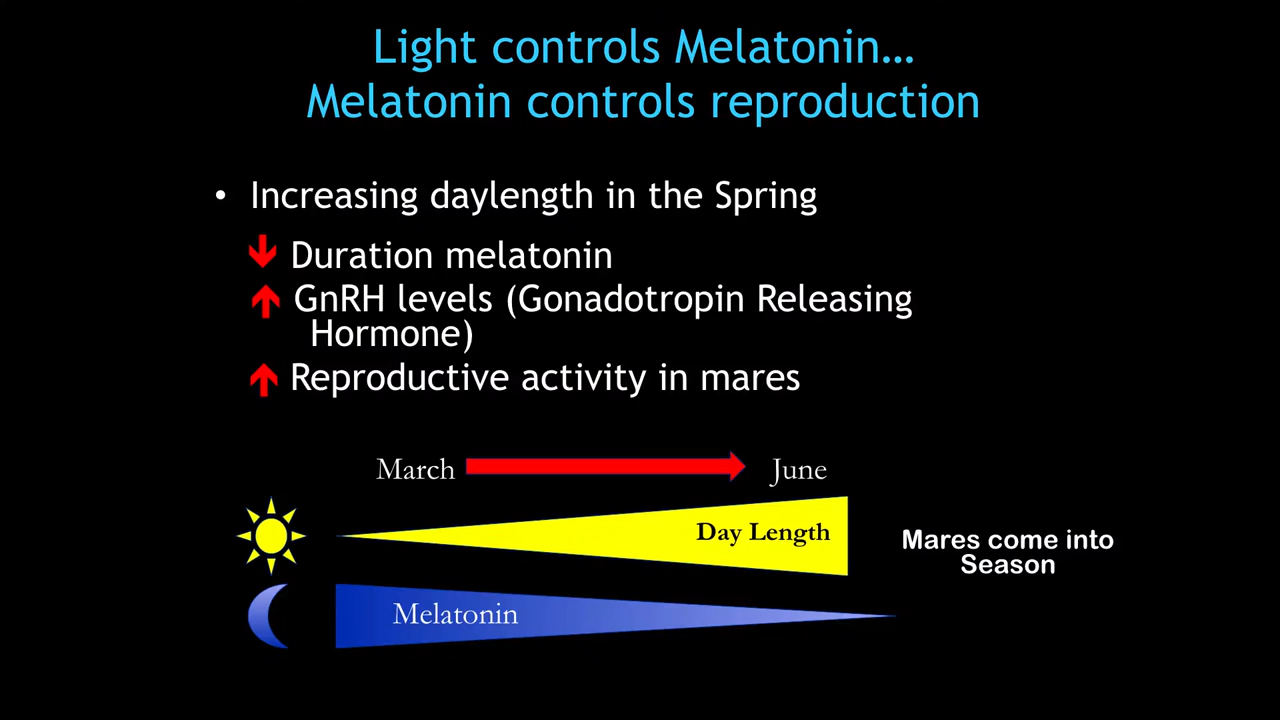 Light controls Melatonin…
Melatonin controls reproduction
• Increasing daylength in the Spring
↓ Duration melatonin
↑ GnRH levels (Gonadotropin Releasing
Hormone)
↑ Reproductive activity in mares
March
June
Day Length
Mares come into
Season
Melatonin